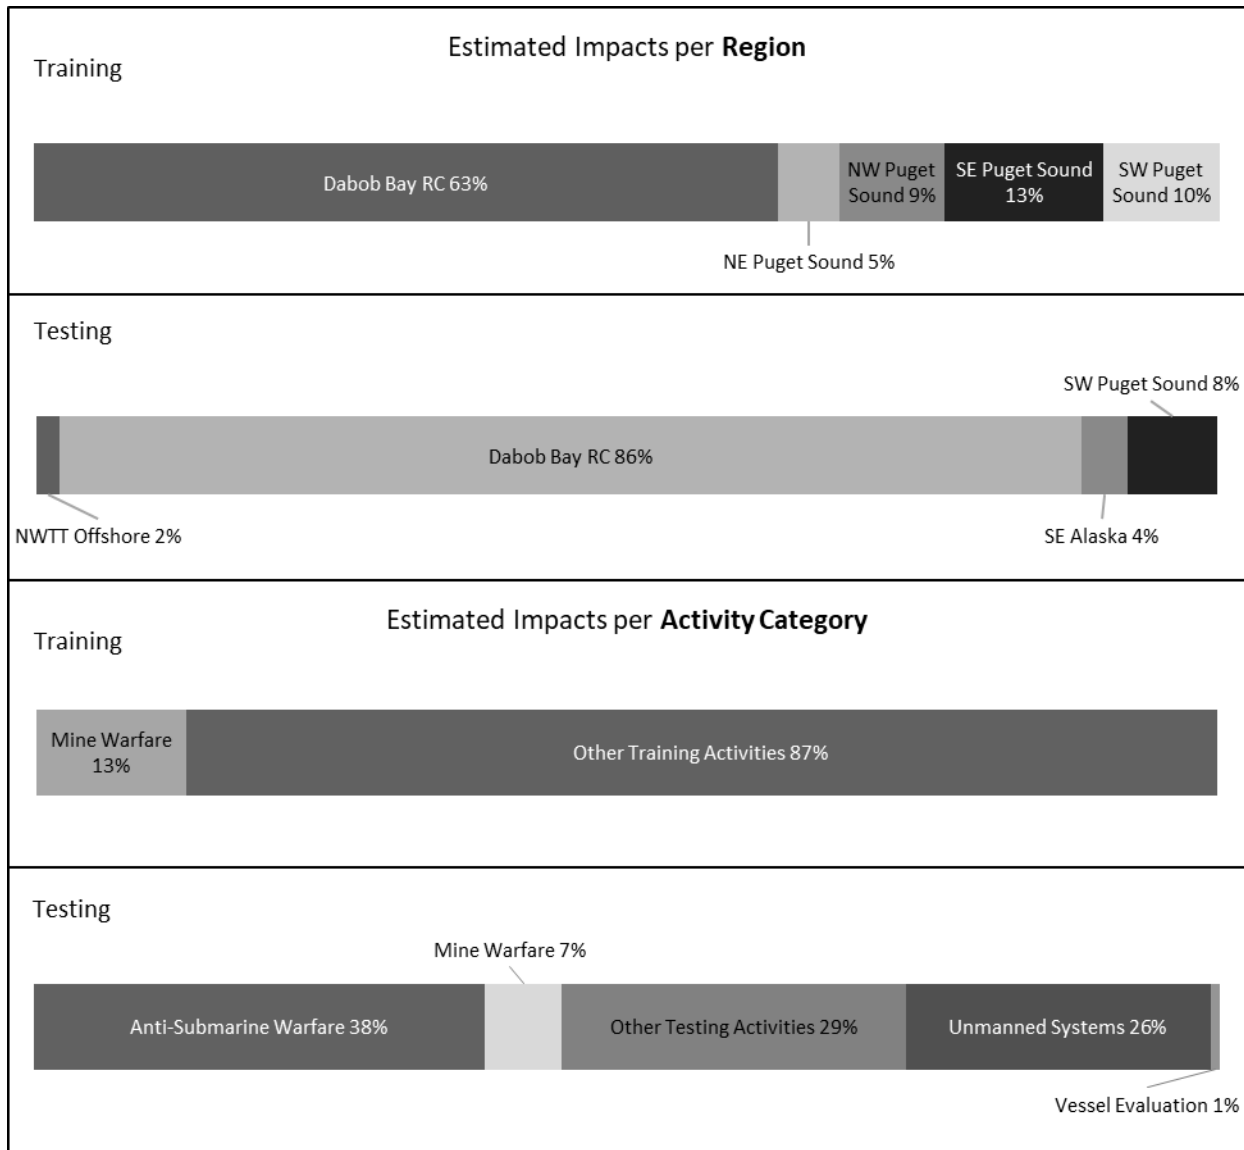 Estimated Impacts per Region
Training
Dabob Bay RC 63%
NW Puget
Sound 9%
SE Puget Sound
13%
SW Puget
Sound 10%
NE Puget Sound 5%
Testing
SW Puget Sound 8%
Dabob Bay RC 86%
NWTT Offshore 2%
SE Alaska 4%
Estimated Impacts per Activity Category
Training
Mine Warfare
13%
Other Training Activities 87%
Testing
Mine Warfare 7%
Anti-Submarine Warfare 38%
Other Testing Activities 29%
Unmanned Systems 26%
Vessel Evaluation 1%